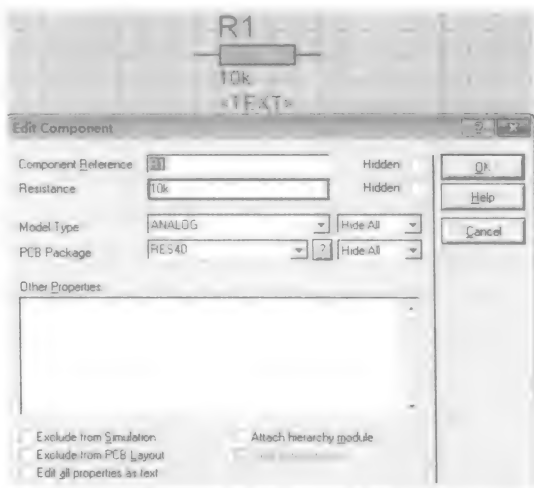 R1
10k
<TEXT>
Edit Component
Component Reference R1 Hidden
Resistance 10k Hidden
OK
Help
Cancel
Model Type ANALOG Hide All
PCB Package RES40 ? Hide All
Other Properties
Exclude from Simulation
Exclude from PCB Layout
Edit all properties as text
Attach hierarchy module